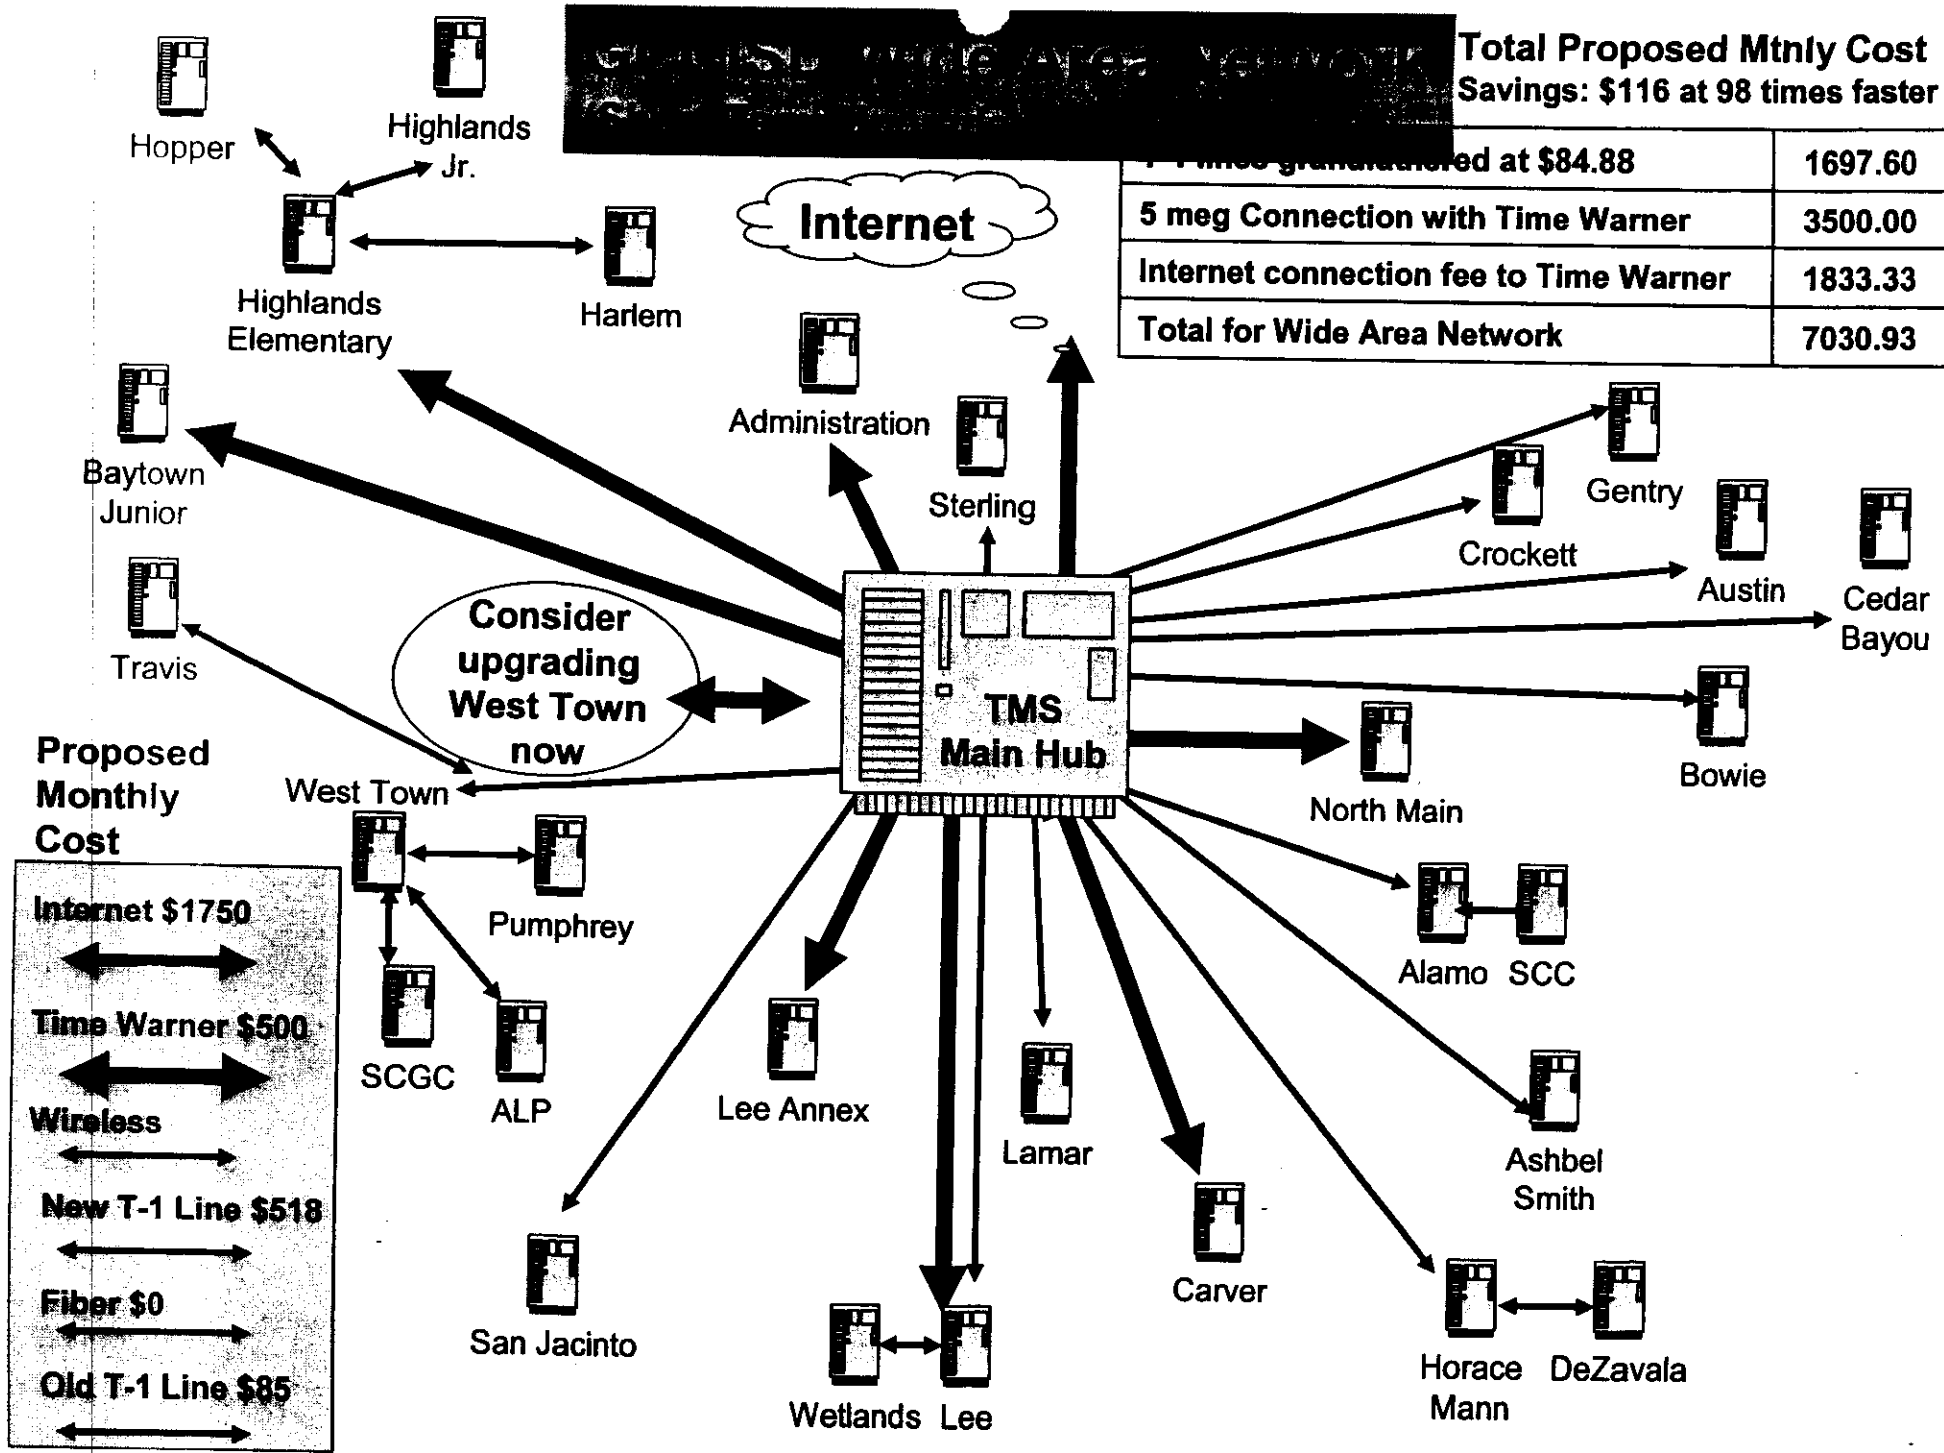 Wide Area Network
Total Proposed Mtnly Cost
Savings: $116 at 98 times faster
lines grandfathered at $84.88 1697.60
5 meg Connection with Time Warner 3500.00
Internet connection fee to Time Warner 1833.33
Total for Wide Area Network 7030.93
Hopper
Highlands
Jr.
Internet
Highlands
Elementary
Harlem
Administration
Sterling
Baytown
Junior
Gentry
Crockett
Austin
Cedar
Bayou
Travis
Consider
upgrading
West Town
now
TMS
Main Hub
Bowie
North Main
West Town
Pumphrey
SCGC
ALP
Alamo
SCC
Lee Annex
Lamar
Ashbel
Smith
Carver
San Jacinto
Wetlands
Lee
Horace
Mann
DeZavala
Proposed
Monthly
Cost
Internet $1750
Time Warner $500
Wireless
New T-1 Line $518
Fiber $0
Old T-1 Line $85